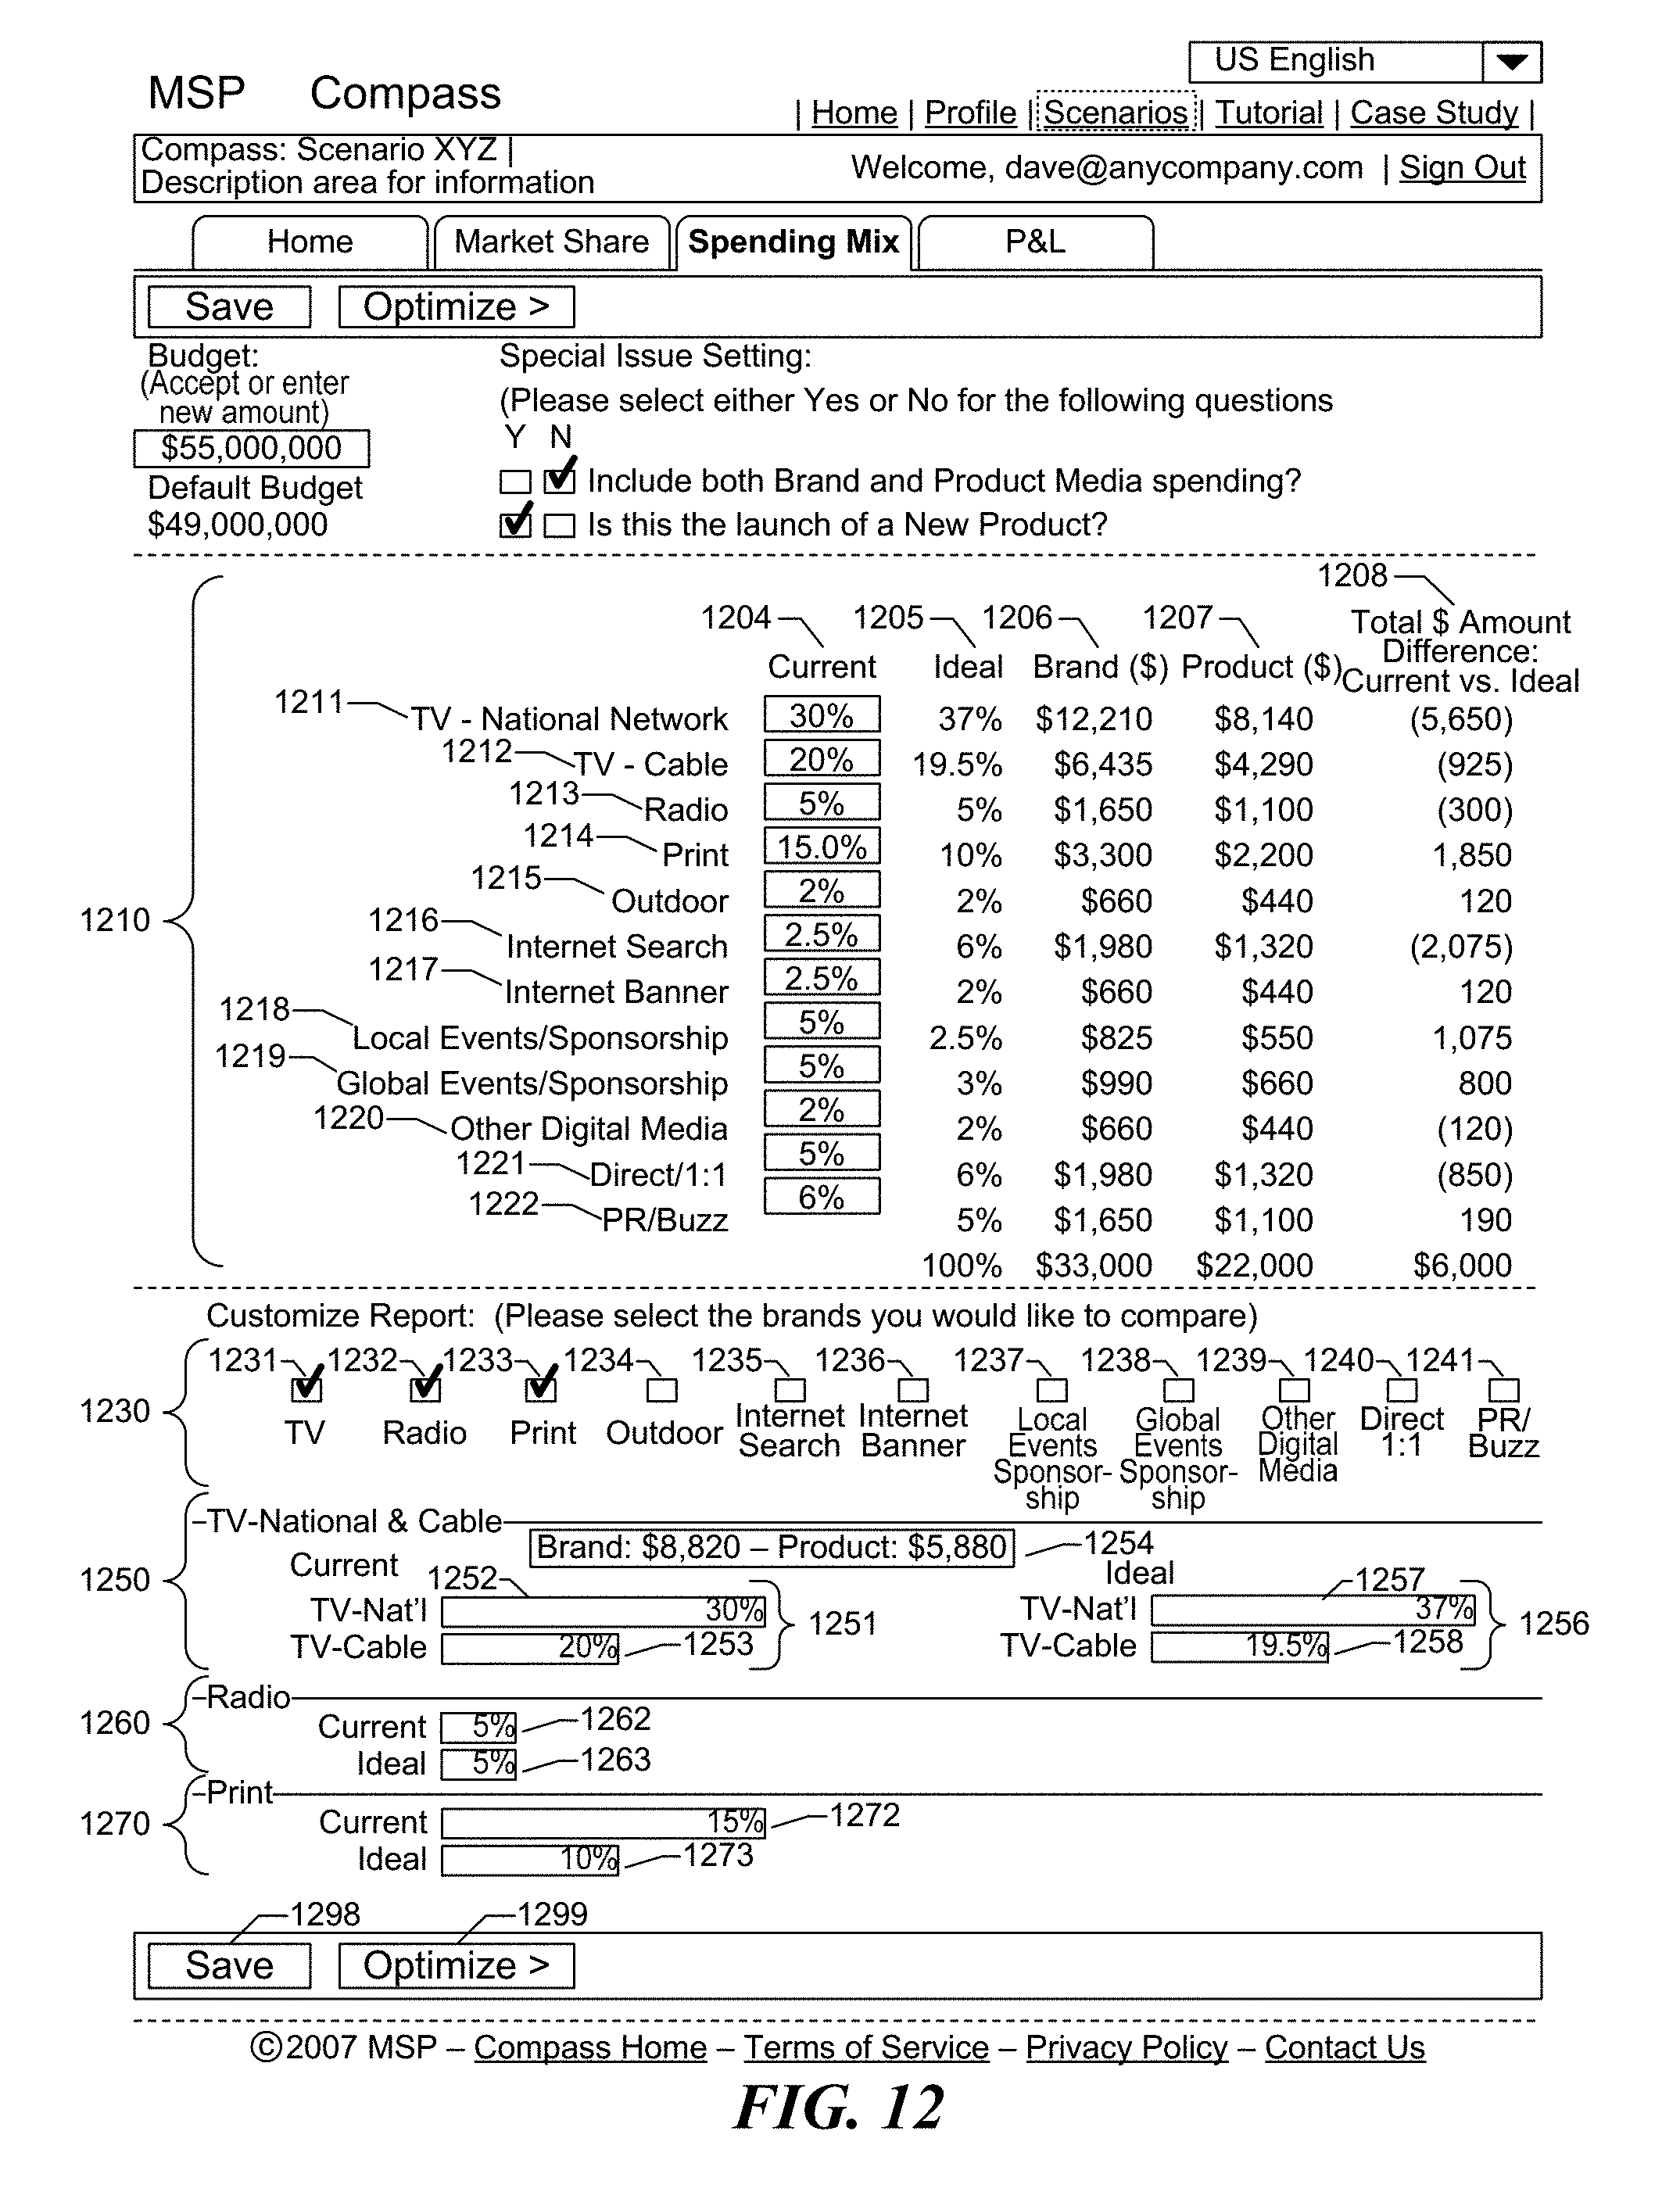 US English
MSP Compass
| Home | Profile | Scenarios | Tutorial | Case Study |
Compass: Scenario XYZ |
Description area for information
Welcome, dave@anycompany.com | Sign Out
Home Market Share Spending Mix P&L
Save Optimize >
Budget:
(Accept or enter
new amount)
$55,000,000
Default Budget
$49,000,000
Special Issue Setting:
(Please select either Yes or No for the following questions
Y N
Include both Brand and Product Media spending?
Is this the launch of a New Product?
1208
1204 1205 1206 1207
Current Ideal Brand ($) Product ($) Total $ Amount
Difference:
Current vs. Ideal
1210
1211 TV - National Network 30% 37% $12,210 $8,140 (5,650)
1212 TV - Cable 20% 19.5% $6,435 $4,290 (925)
1213 Radio 5% 5% $1,650 $1,100 (300)
1214 Print 15.0% 10% $3,300 $2,200 1,850
1215 Outdoor 2% 2% $660 $440 120
1216 Internet Search 2.5% 6% $1,980 $1,320 (2,075)
1217 Internet Banner 2.5% 2% $660 $440 120
1218 Local Events/Sponsorship 5% 2.5% $825 $550 1,075
1219 Global Events/Sponsorship 5% 3% $990 $660 800
1220 Other Digital Media 2% 2% $660 $440 (120)
1221 Direct/1:1 5% 6% $1,980 $1,320 (850)
1222 PR/Buzz 6% 5% $1,650 $1,100 190
100% $33,000 $22,000 $6,000
Customize Report: (Please select the brands you would like to compare)
1230
1231 1232 1233 1234 1235 1236 1237 1238 1239 1240 1241
TV
Radio
Print
Outdoor
Internet
Search
Internet
Banner
Local
Events
Sponsor-
ship
Global
Events
Sponsor-
ship
Other
Digital
Media
Direct
1:1
PR/
Buzz
1250
TV-National & Cable
Brand: $8,820 – Product: $5,880 1254
Current
1252
TV-Nat'l 30%
TV-Cable 20% 1253
1251
Ideal
1257
TV-Nat'l 37%
TV-Cable 19.5% 1258
1256
1260
Radio
Current 5% 1262
Ideal 5% 1263
1270
Print
Current 15% 1272
Ideal 10% 1273
1298 1299
Save Optimize >
©2007 MSP – Compass Home – Terms of Service – Privacy Policy – Contact Us
FIG. 12